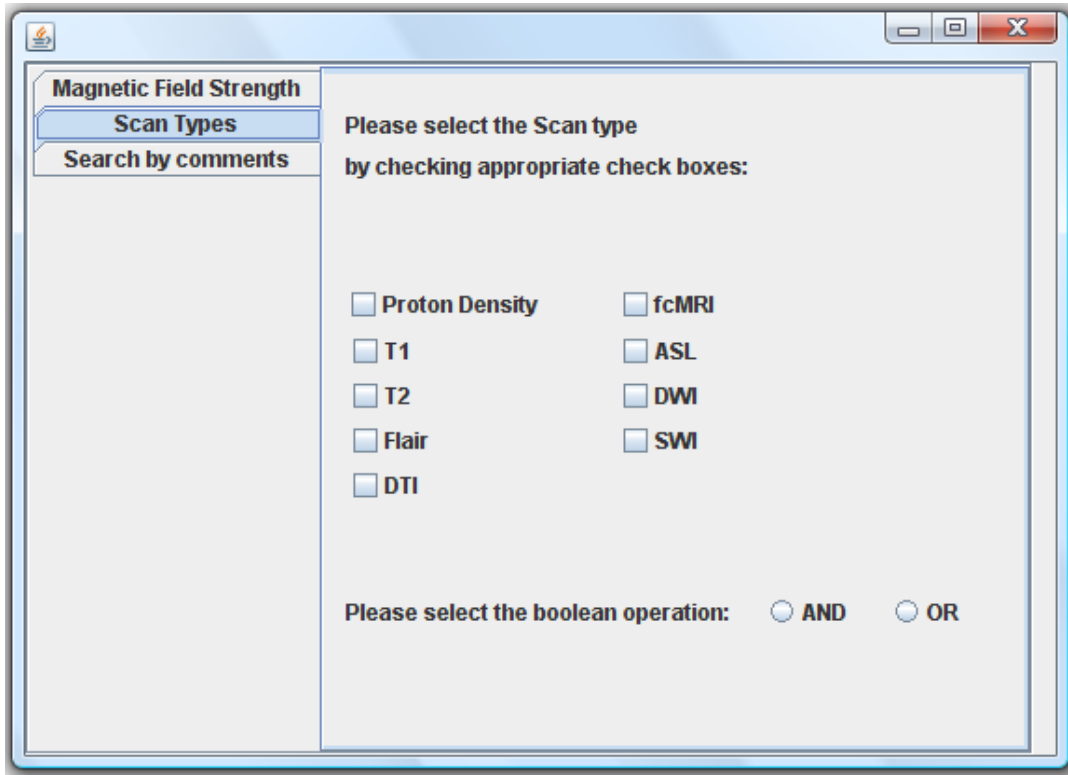 Magnetic Field Strength
Scan Types
Search by comments
Please select the Scan type
by checking appropriate check boxes:
Proton Density
fcMRI
T1
ASL
T2
DWI
Flair
SWI
DTI
Please select the boolean operation: AND OR